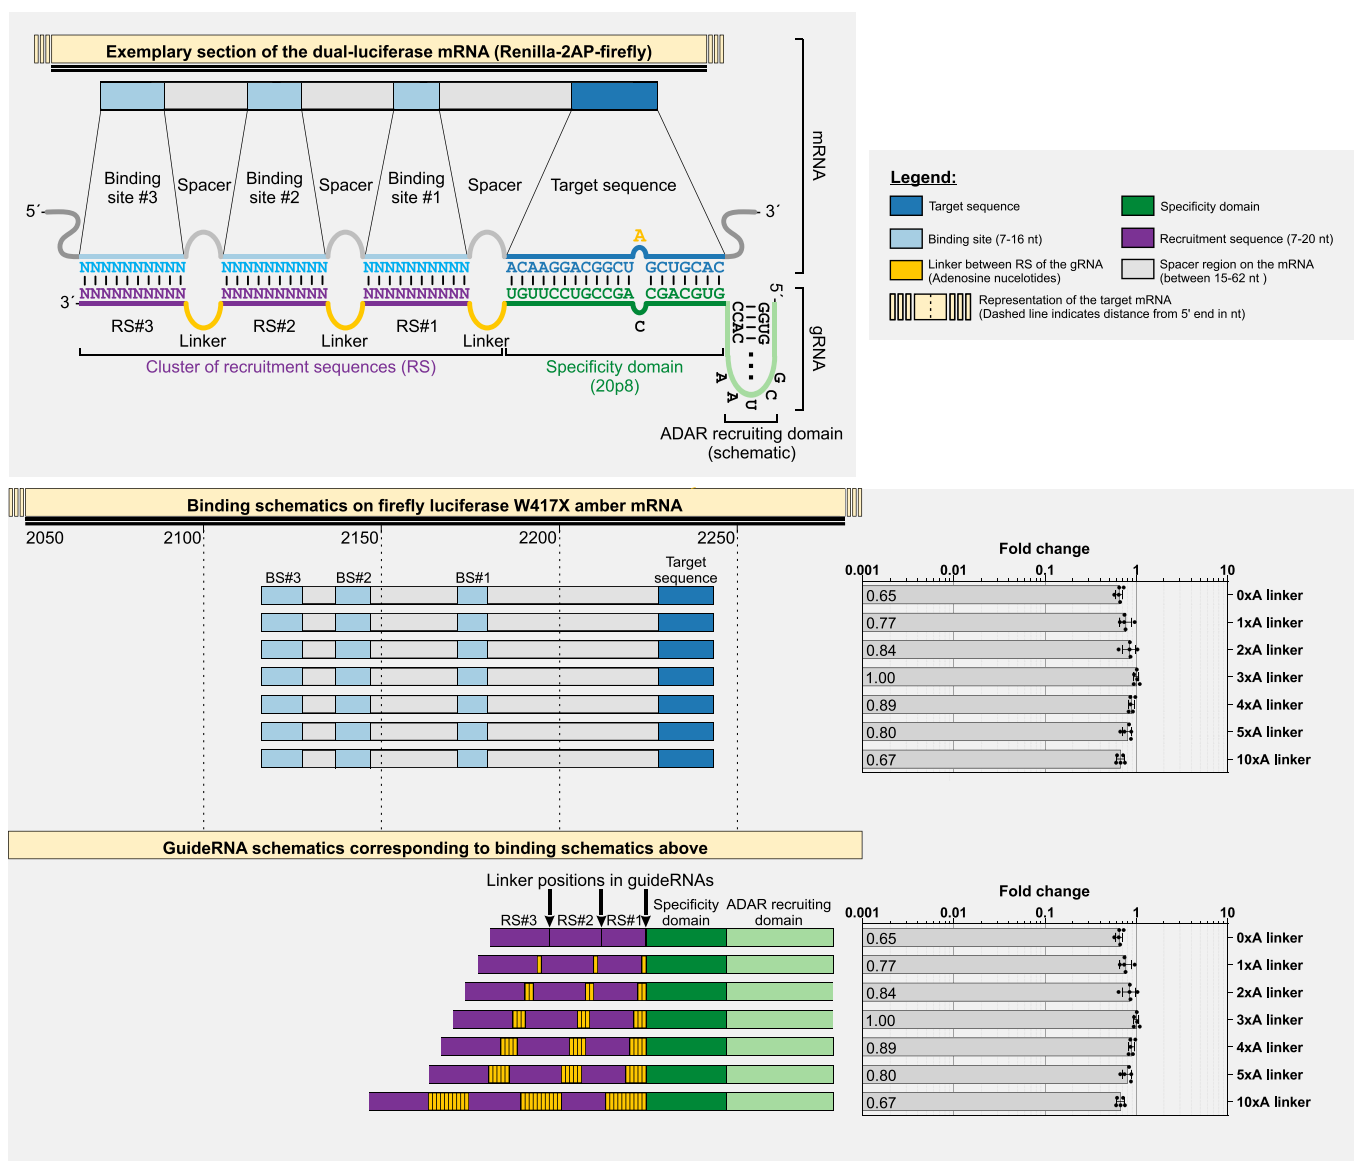 Exemplary section of the dual-luciferase mRNA (Renilla-2AP-firefly)
Binding site #3
Spacer
Binding site #2
Spacer
Binding site #1
Spacer
Target sequence
mRNA
5´
3´
A
NNNNNNNNNN NNNNNNNNNN NNNNNNNNNN ACAAGGACGGCU GCUGCAC
3´ NNNNNNNNNN NNNNNNNNNN NNNNNNNNNN UGUUCCUGCCGA CGACGUG
5´
RS#3
Linker
RS#2
Linker
RS#1
Linker
C
CCAC
GGUG
A
A
U
C
G
gRNA
Cluster of recruitment sequences (RS)
Specificity domain
(20p8)
ADAR recruiting domain
(schematic)
Legend:
Target sequence
Specificity domain
Binding site (7-16 nt)
Recruitment sequence (7-20 nt)
Linker between RS of the gRNA
(Adenosine nucelotides)
Spacer region on the mRNA
(between 15-62 nt )
Representation of the target mRNA
(Dashed line indicates distance from 5' end in nt)
Binding schematics on firefly luciferase W417X amber mRNA
2050 2100 2150 2200 2250
BS#3 BS#2 BS#1
Target
sequence
Fold change
0.001 0.01 0.1 1 10
0.65 0xA linker
0.77 1xA linker
0.84 2xA linker
1.00 3xA linker
0.89 4xA linker
0.80 5xA linker
0.67 10xA linker
GuideRNA schematics corresponding to binding schematics above
Linker positions in guideRNAs
RS#3 RS#2 RS#1
Specificity
domain
ADAR recruiting
domain
Fold change
0.001 0.01 0.1 1 10
0.65 0xA linker
0.77 1xA linker
0.84 2xA linker
1.00 3xA linker
0.89 4xA linker
0.80 5xA linker
0.67 10xA linker